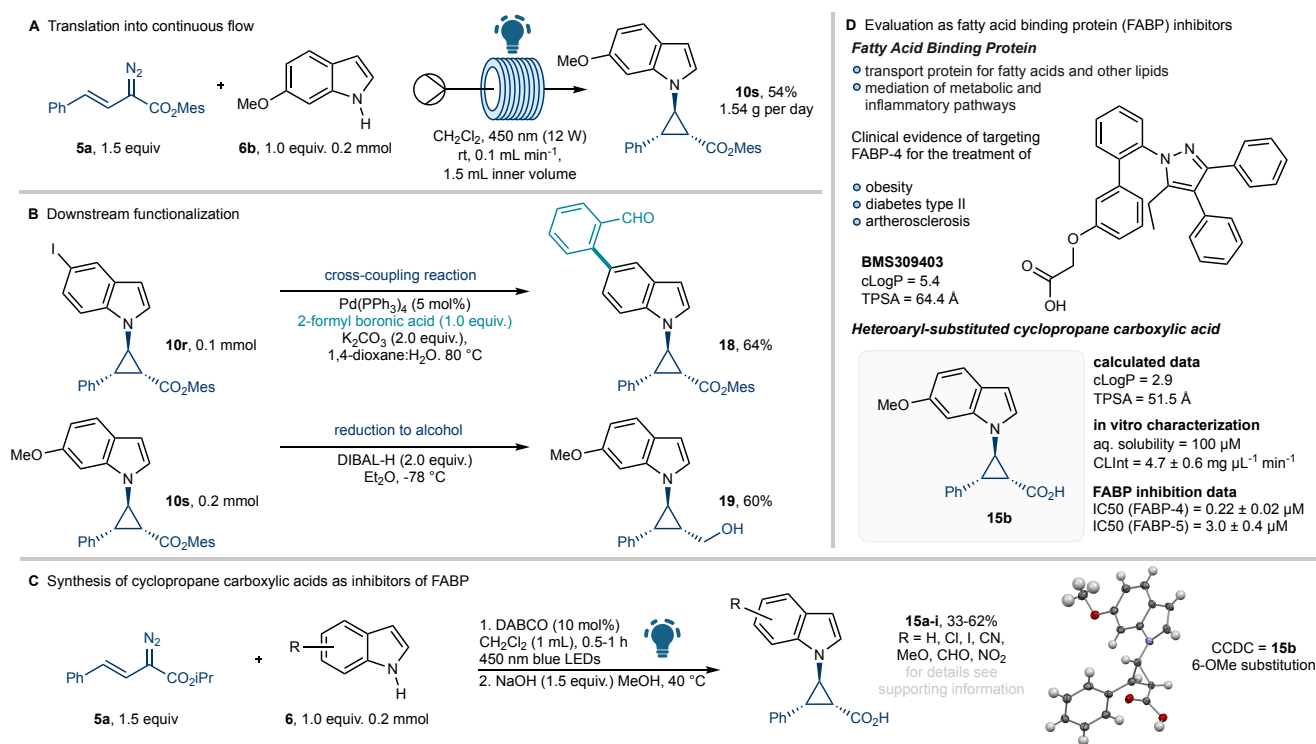 A Translation into continuous flow
N2
Ph
CO2Mes
5a, 1.5 equiv
+
MeO
N
H
6b, 1.0 equiv. 0.2 mmol
CH2Cl2, 450 nm (12 W)
rt, 0.1 mL min-1,
1.5 mL inner volume
MeO
N
Ph
CO2Mes
10s, 54%
1.54 g per day
B Downstream functionalization
I
N
Ph
CO2Mes
10r, 0.1 mmol
cross-coupling reaction
Pd(PPh3)4 (5 mol%)
2-formyl boronic acid (1.0 equiv.)
K2CO3 (2.0 equiv.),
1,4-dioxane:H2O. 80 °C
CHO
N
Ph
CO2Mes
18, 64%
MeO
N
Ph
CO2Mes
10s, 0.2 mmol
reduction to alcohol
DIBAL-H (2.0 equiv.)
Et2O, -78 °C
MeO
N
Ph
OH
19, 60%
C Synthesis of cyclopropane carboxylic acids as inhibitors of FABP
N2
Ph
CO2iPr
5a, 1.5 equiv
+
R
N
H
6, 1.0 equiv. 0.2 mmol
1. DABCO (10 mol%)
CH2Cl2 (1 mL), 0.5-1 h
450 nm blue LEDs
2. NaOH (1.5 equiv.) MeOH, 40 °C
R
N
Ph
CO2H
15a-i, 33-62%
R = H, Cl, I, CN,
MeO, CHO, NO2
for details see
supporting information
CCDC = 15b
6-OMe substitution
D Evaluation as fatty acid binding protein (FABP) inhibitors
Fatty Acid Binding Protein
transport protein for fatty acids and other lipids
mediation of metabolic and
inflammatory pathways
Clinical evidence of targeting
FABP-4 for the treatment of
obesity
diabetes type II
artherosclerosis
BMS309403
cLogP = 5.4
TPSA = 64.4 Å
N
N
O
O
OH
Heteroaryl-substituted cyclopropane carboxylic acid
MeO
N
Ph
CO2H
15b
calculated data
cLogP = 2.9
TPSA = 51.5 Å
in vitro characterization
aq. solubility = 100 μM
CLInt = 4.7 ± 0.6 mg μL-1 min-1
FABP inhibition data
IC50 (FABP-4) = 0.22 ± 0.02 μM
IC50 (FABP-5) = 3.0 ± 0.4 μM